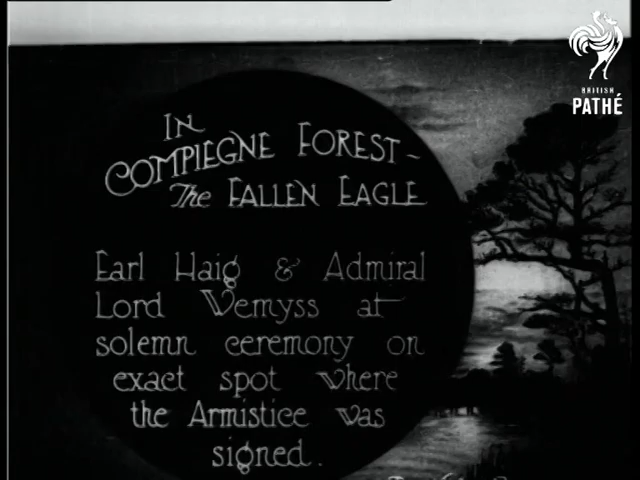 BRITISH
PATHÉ
IN
COMPIEGNE FOREST-
The FALLEN EAGLE
Earl Haig & Admiral
Lord Wemyss at
solemn ceremony on
exact spot where
the Armistice was
signed.